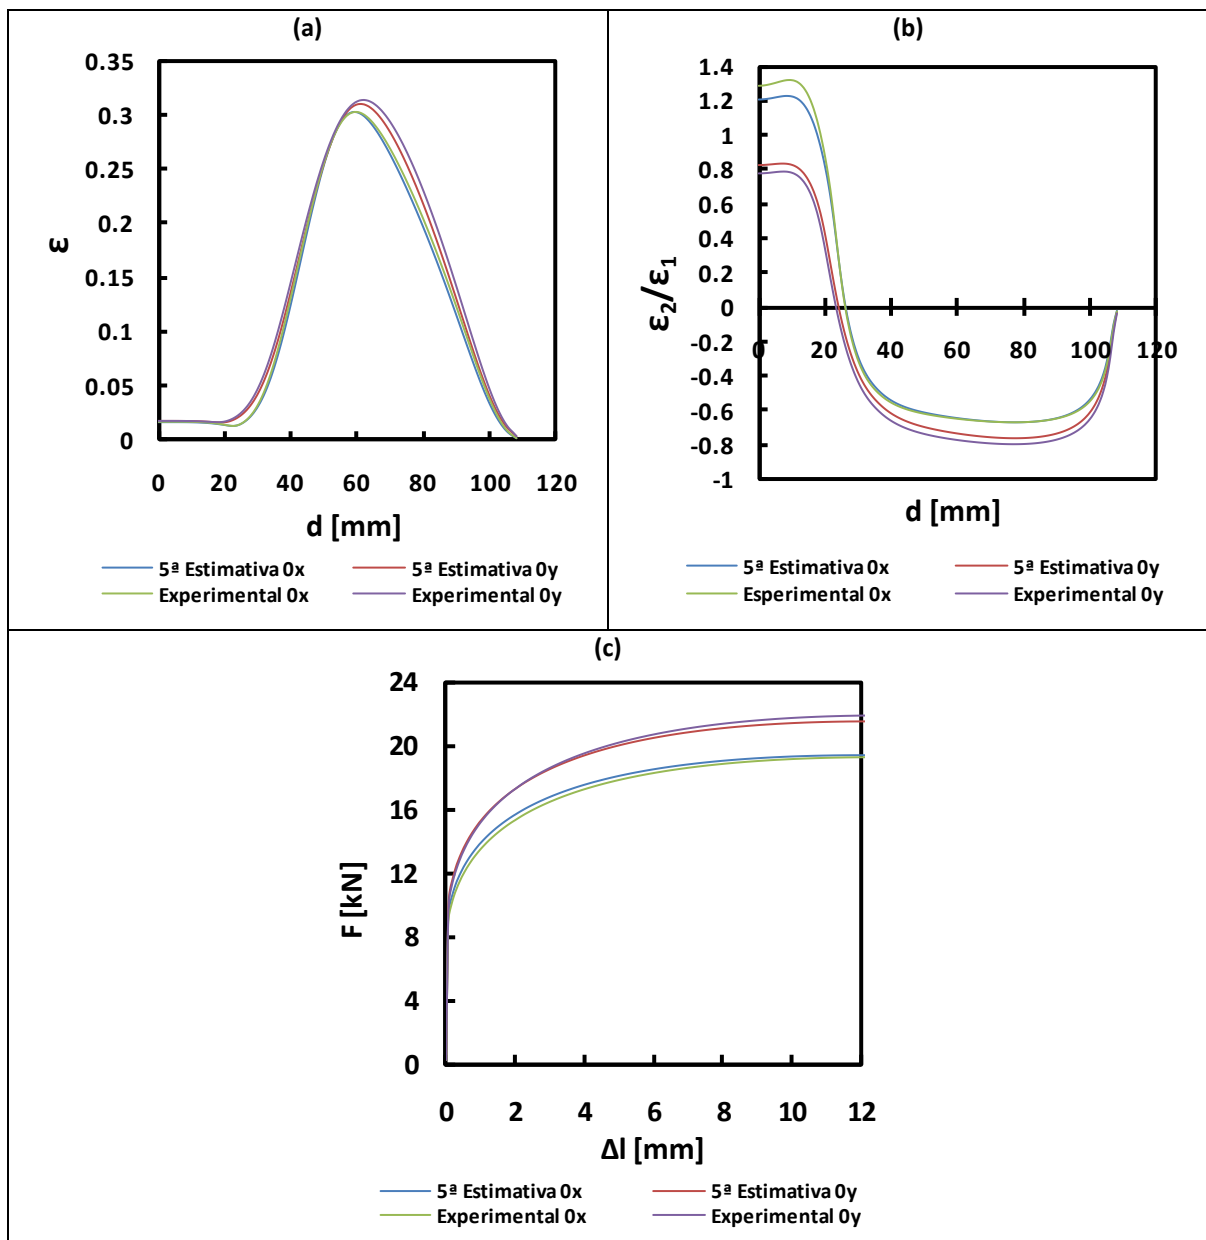 (a)
0.35
0.3
0.25
0.2
0.15
0.1
0.05
0
ε
0 20 40 60 80 100 120
d [mm]
5ª Estimativa 0x 5ª Estimativa 0y
Experimental 0x Experimental 0y
(b)
1.4
1.2
1
0.8
0.6
0.4
0.2
0
-0.2
-0.4
-0.6
-0.8
-1
ε2/ε1
0 20 40 60 80 100 120
d [mm]
5ª Estimativa 0x 5ª Estimativa 0y
Esperimental 0x Experimental 0y
(c)
24
20
16
12
8
4
0
F [kN]
0 2 4 6 8 10 12
Δl [mm]
5ª Estimativa 0x 5ª Estimativa 0y
Experimental 0x Experimental 0y